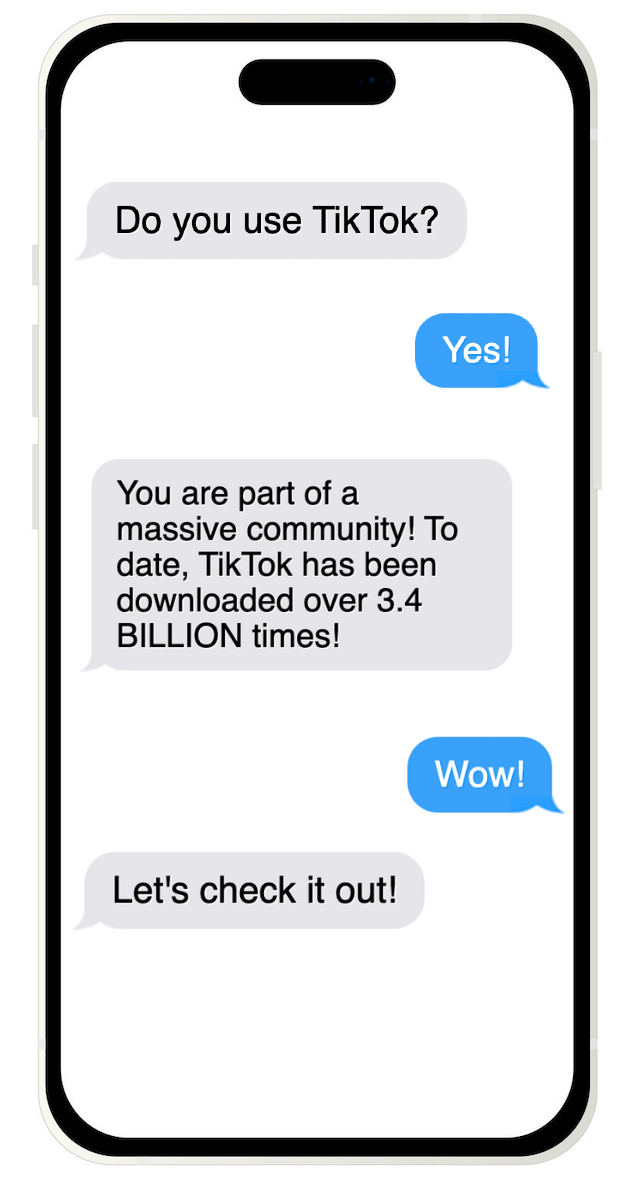 Do you use TikTok?
Yes!
You are part of a
massive community! To
date, TikTok has been
downloaded over 3.4
BILLION times!
Wow!
Let's check it out!